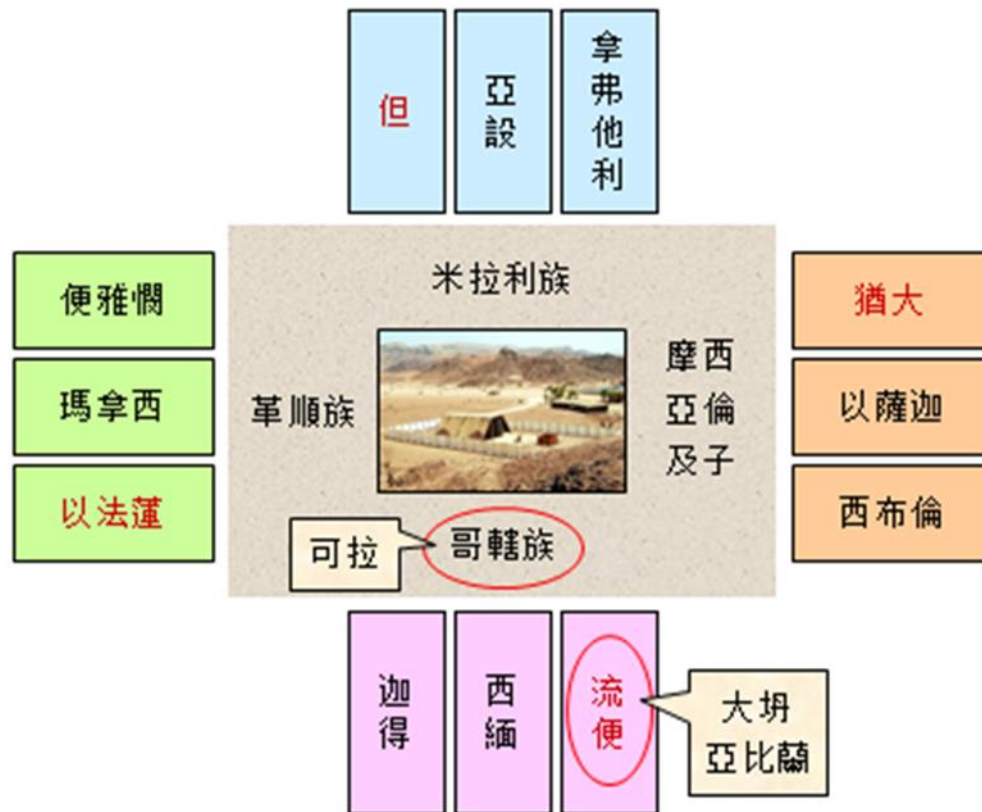 但
亞設
拿弗他利
便雅憫
瑪拿西
以法蓮
米拉利族
革順族
摩西
亞倫
及子
可拉
哥轄族
猶大
以薩迦
西布倫
迦得
西緬
流便
大坍
亞比蘭